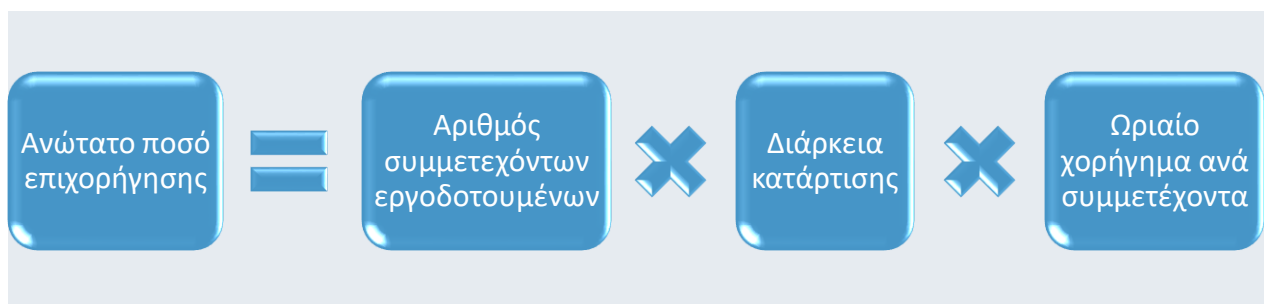 Ανώτατο ποσό
επιχορήγησης
Αριθμός
συμμετεχόντων
εργοδοτουμένων
Διάρκεια
κατάρτισης
Ωριαίο
χορήγημα ανά
συμμετέχοντα